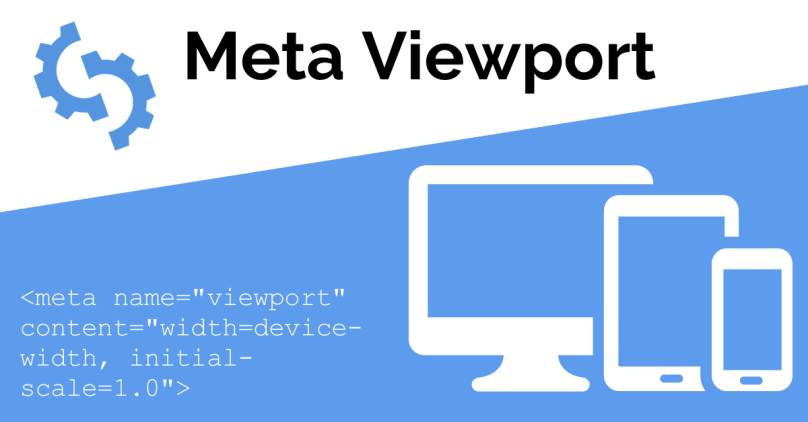 Meta Viewport
<meta name="viewport"
content="width=device-
width, initial-
scale=1.0">